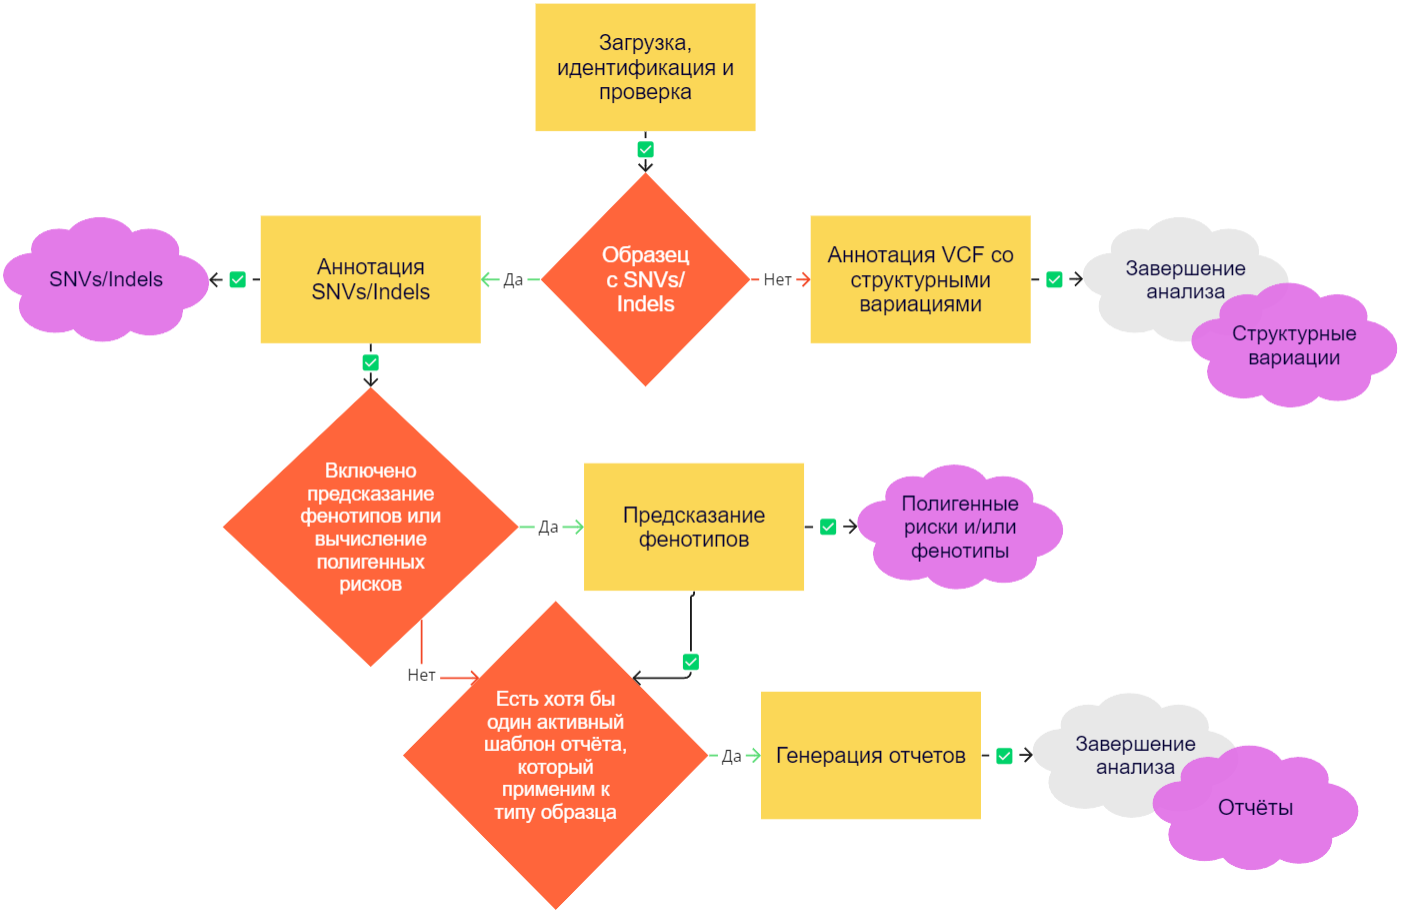 Загрузка,
идентификация и
проверка
Образец
с SNVs/
Indels
Да
Нет
Аннотация
SNVs/Indels
SNVs/Indels
Аннотация VCF со
структурными
вариациями
Завершение
анализа
Структурные
вариации
Включено
предсказание
фенотипов или
вычисление
полигенных
рисков
Да
Нет
Предсказание
фенотипов
Полигенные
риски и/или
фенотипы
Есть хотя бы
один активный
шаблон отчёта,
который
применим к
типу образца
Да
Генерация отчетов
Завершение
анализа
Отчёты